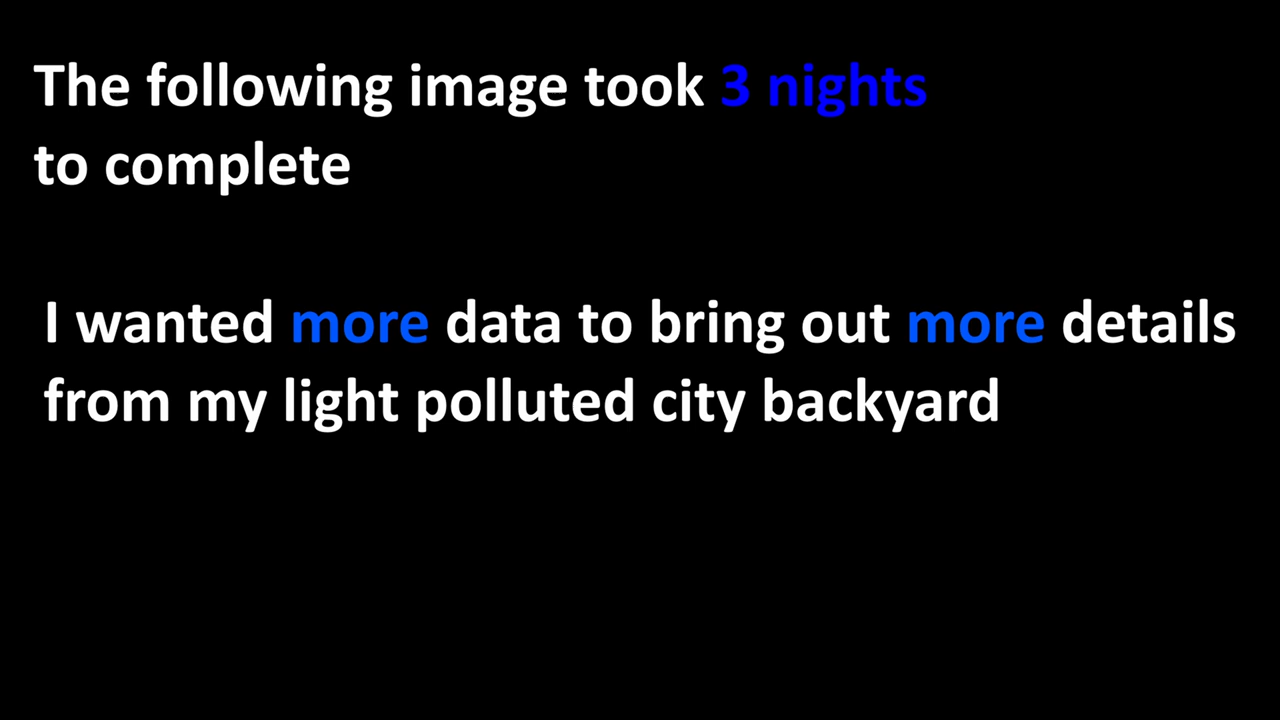 The following image took 3 nights
to complete
I wanted more data to bring out more details
from my light polluted city backyard